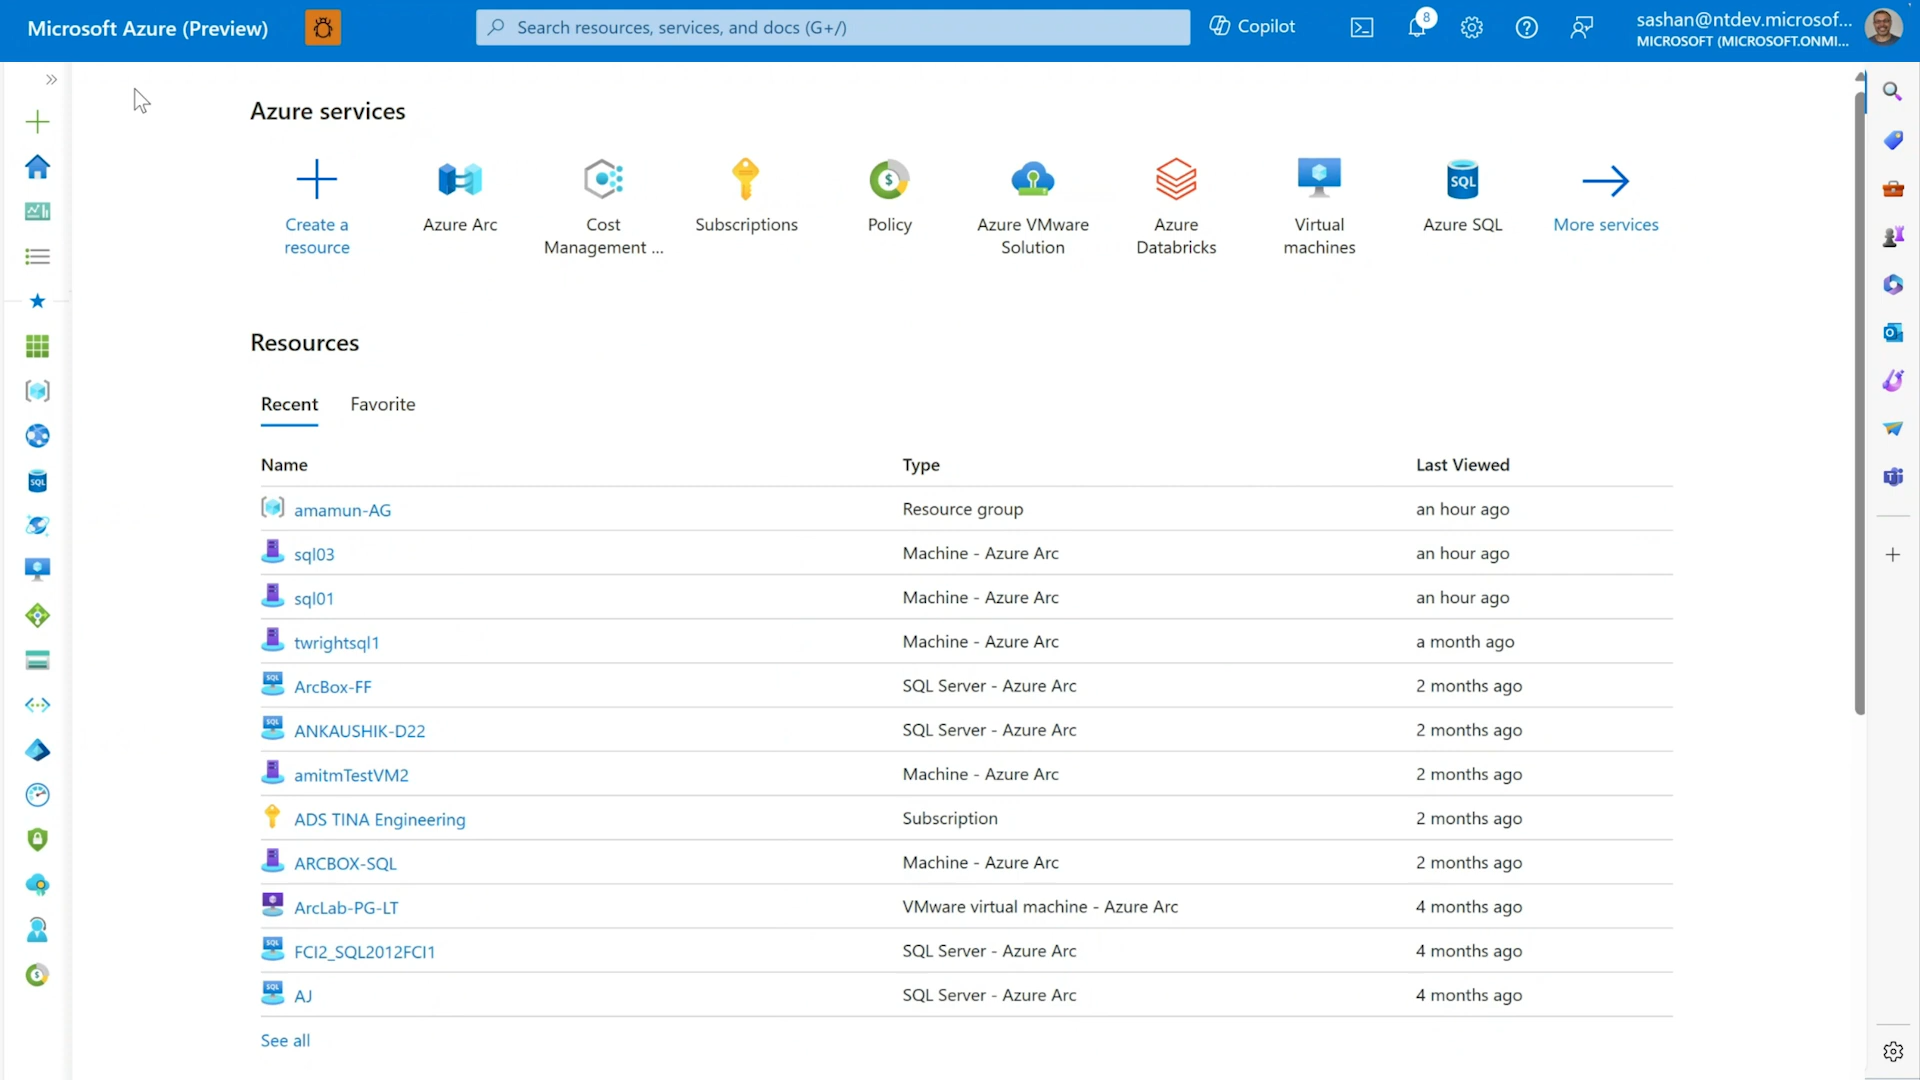 Microsoft Azure (Preview)
Search resources, services, and docs (G+/)
Copilot
8
sashan@ntdev.microsof...
MICROSOFT (MICROSOFT.ONMI...
Azure services
Create a
resource
Azure Arc
Cost
Management ...
Subscriptions
Policy
Azure VMware
Solution
Azure
Databricks
Virtual
machines
SQL
Azure SQL
More services
Resources
Recent Favorite
Name Type Last Viewed
amamun-AG Resource group an hour ago
sql03 Machine - Azure Arc an hour ago
sql01 Machine - Azure Arc an hour ago
twrightsql1 Machine - Azure Arc a month ago
ArcBox-FF SQL Server - Azure Arc 2 months ago
ANKAUSHIK-D22 SQL Server - Azure Arc 2 months ago
amitmTestVM2 Machine - Azure Arc 2 months ago
ADS TINA Engineering Subscription 2 months ago
ARCBOX-SQL Machine - Azure Arc 2 months ago
ArcLab-PG-LT VMware virtual machine - Azure Arc 4 months ago
FCI2_SQL2012FCI1 SQL Server - Azure Arc 4 months ago
AJ SQL Server - Azure Arc 4 months ago
See all